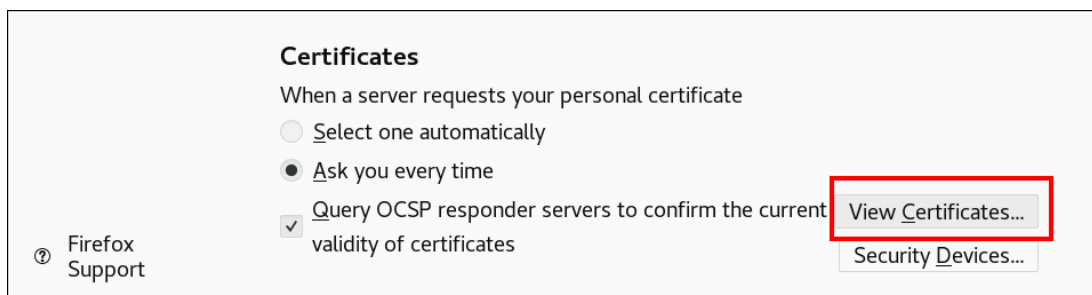 Certificates
When a server requests your personal certificate
Select one automatically
Ask you every time
Query OCSP responder servers to confirm the current
validity of certificates
View Certificates...
Security Devices...
Firefox
Support